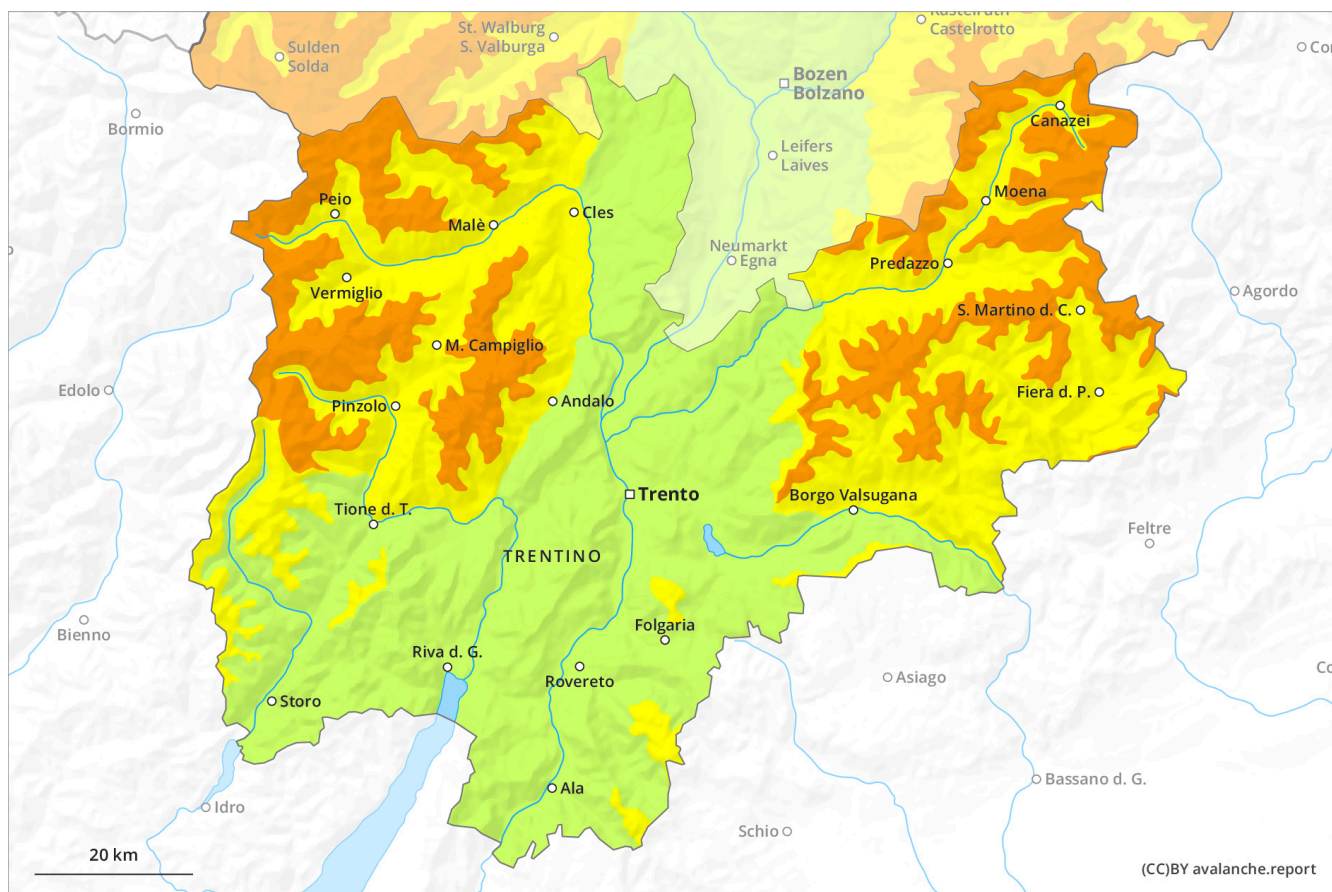 Kastelruth
Castelrotto
St. Walburg
S. Valburga
Sulden
Solda
Bozen
Bolzano
Canazei
Bormio
Leifers
Laives
Moena
Peio
Malè
Cles
Neumarkt
Egna
Predazzo
Vermiglio
Agordo
S. Martino d. C.
M. Campiglio
Edolo
Pinzolo
Andalo
Fiera d. P.
Trento
Borgo Valsugana
Tione d. T.
Feltre
TRENTINO
Bienno
Folgaria
Riva d. G.
Rovereto
Asiago
Storo
Bassano d. G.
Ala
Idro
Schio
20 km
(CC)BY avalanche.report